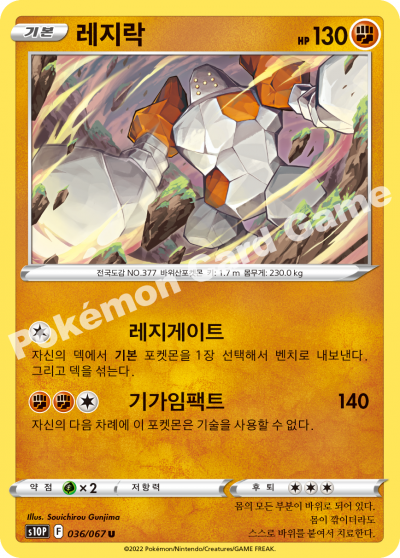 기본 레지락 HP 130
전국도감 NO.377 바위산포켓몬 키: 1.7 m 몸무게: 230.0 kg
Pokémon Card Game
레지게이트
자신의 덱에서 기본 포켓몬을 1장 선택해서 벤치로 내보낸다.
그리고 덱을 섞는다.
기가임팩트 140
자신의 다음 차례에 이 포켓몬은 기술을 사용할 수 없다.
약점 ×2 저항력 후퇴
Illus. Souichirou Gunjima
s10P F 036/067 U
몸의 모든 부분이 바위로 되어 있다.
몸이 깎이더라도
스스로 바위를 붙여서 치료한다.
©2022 Pokémon/Nintendo/Creatures/GAME FREAK.